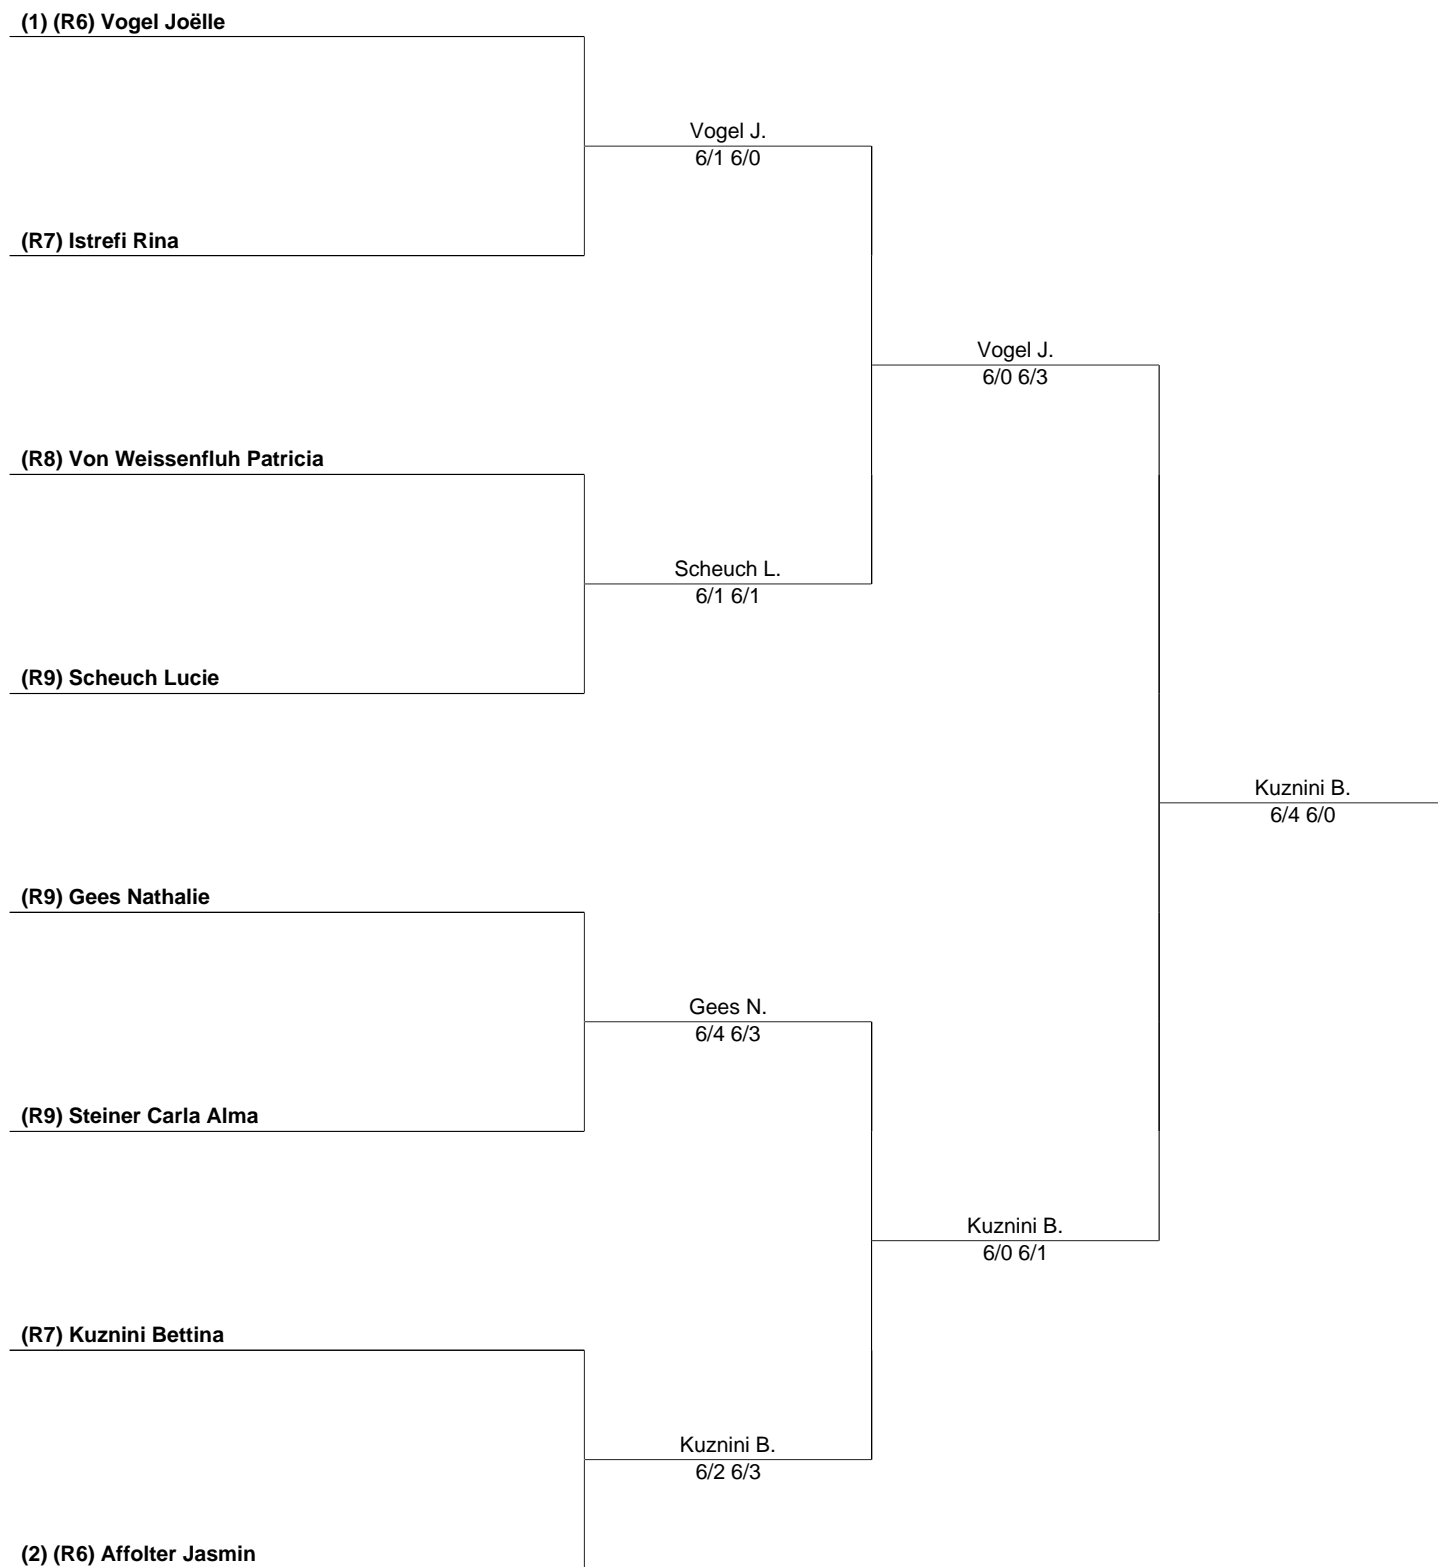 (1) (R6) Vogel Joëlle
Vogel J.
6/1 6/0
(R7) Istrefi Rina
Vogel J.
6/0 6/3
(R8) Von Weissenfluh Patricia
Scheuch L.
6/1 6/1
(R9) Scheuch Lucie
Kuznini B.
6/4 6/0
(R9) Gees Nathalie
Gees N.
6/4 6/3
(R9) Steiner Carla Alma
Kuznini B.
6/0 6/1
(R7) Kuznini Bettina
Kuznini B.
6/2 6/3
(2) (R6) Affolter Jasmin